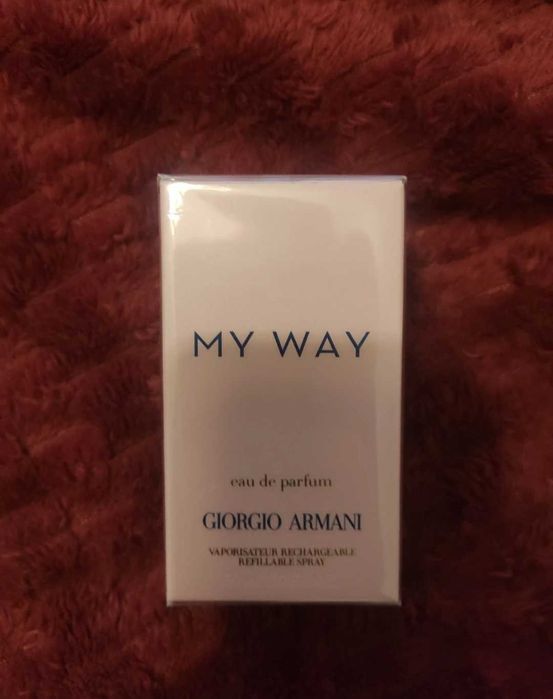 MY WAY
eau de parfum
GIORGIO ARMANI
VAPORISATEUR RECHARGEABLE
REFILLABLE SPRAY